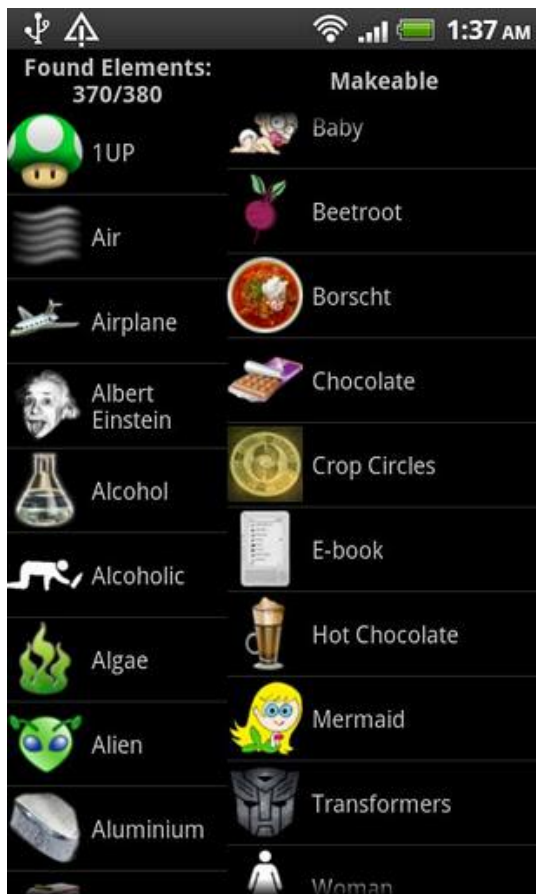 1:37 AM
Found Elements:
370/380
Makeable
1UP
Air
Airplane
Albert
Einstein
Alcohol
Alcoholic
Algae
Alien
Aluminium
Baby
Beetroot
Borscht
Chocolate
Crop Circles
E-book
Hot Chocolate
Mermaid
Transformers
Woman